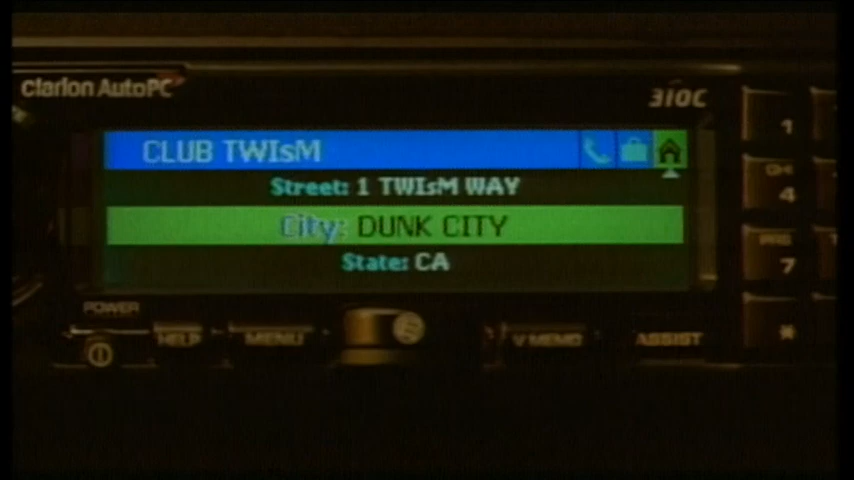 Clarion AutoPC
310C
CLUB TWIsM
Street: 1 TWIsM WAY
City: DUNK CITY
State: CA
1
4
7
*
POWER
HELP
MENU
V MEMO
ASSIST